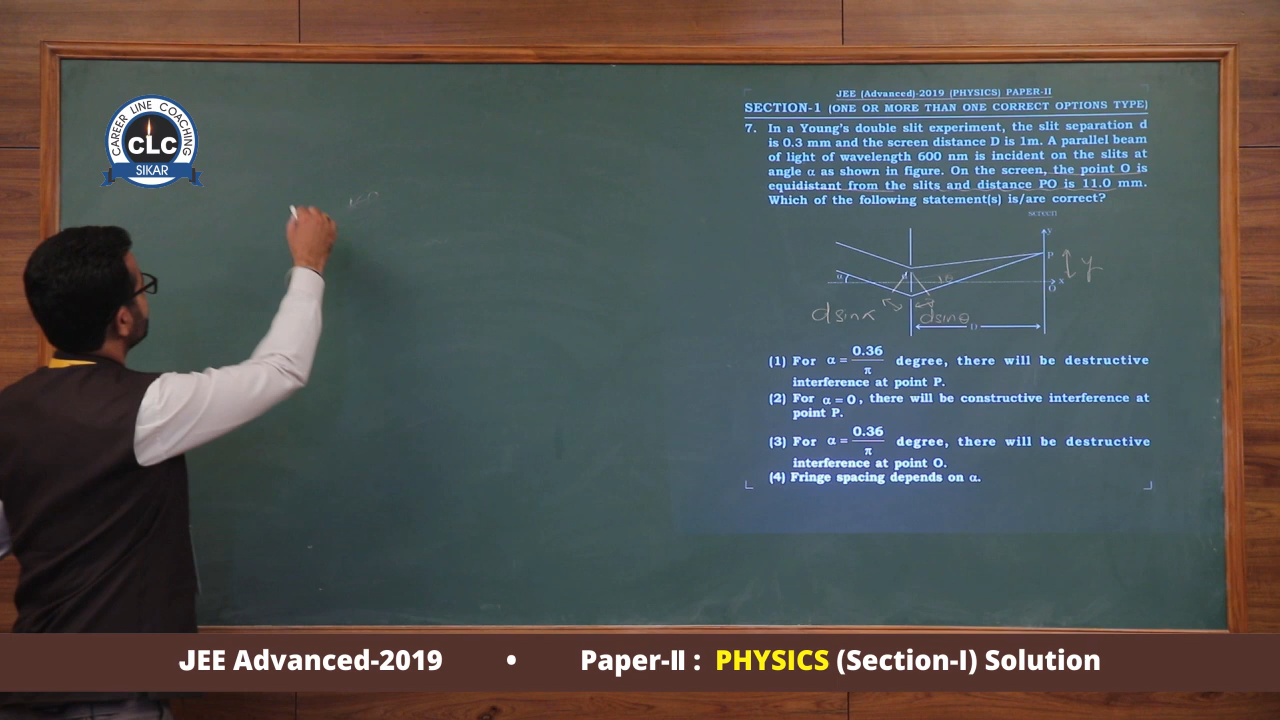 CAREER LINE COACHING
CLC
SIKAR
JEE (Advanced)-2019 (PHYSICS) PAPER-II
SECTION-1 (ONE OR MORE THAN ONE CORRECT OPTIONS TYPE)
7. In a Young's double slit experiment, the slit separation d
is 0.3 mm and the screen distance D is 1m. A parallel beam
of light of wavelength 600 nm is incident on the slits at
angle α as shown in figure. On the screen, the point O is
equidistant from the slits and distance PO is 11.0 mm.
Which of the following statement(s) is/are correct?
screen
y
P
y
α
α
θ
x
O
d sinα
d sinθ
D
(1) For α = 0.36/π degree, there will be destructive
interference at point P.
(2) For α = 0, there will be constructive interference at
point P.
(3) For α = 0.36/π degree, there will be destructive
interference at point O.
(4) Fringe spacing depends on α.
JEE Advanced-2019 • Paper-II : PHYSICS (Section-I) Solution